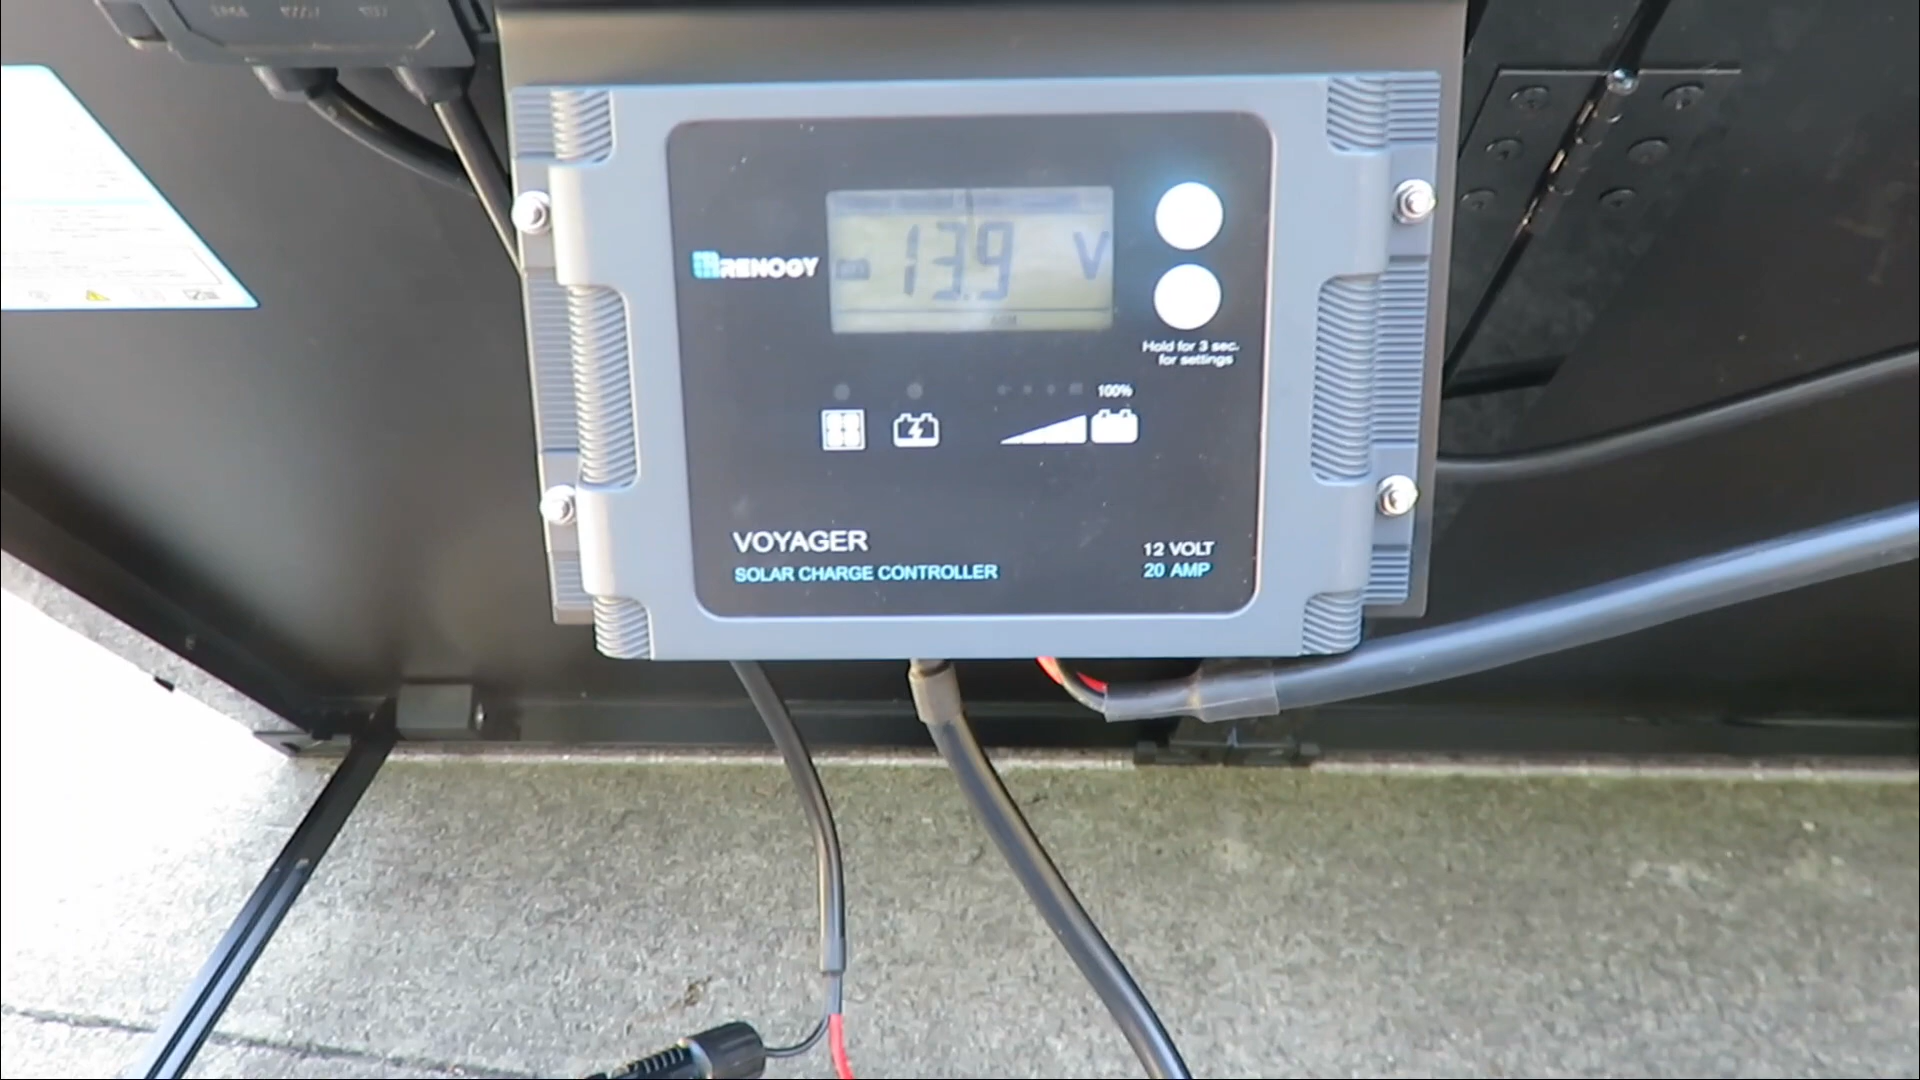 RENOGY
13.9 V
Hold for 3 sec.
for settings
100%
VOYAGER
SOLAR CHARGE CONTROLLER
12 VOLT
20 AMP